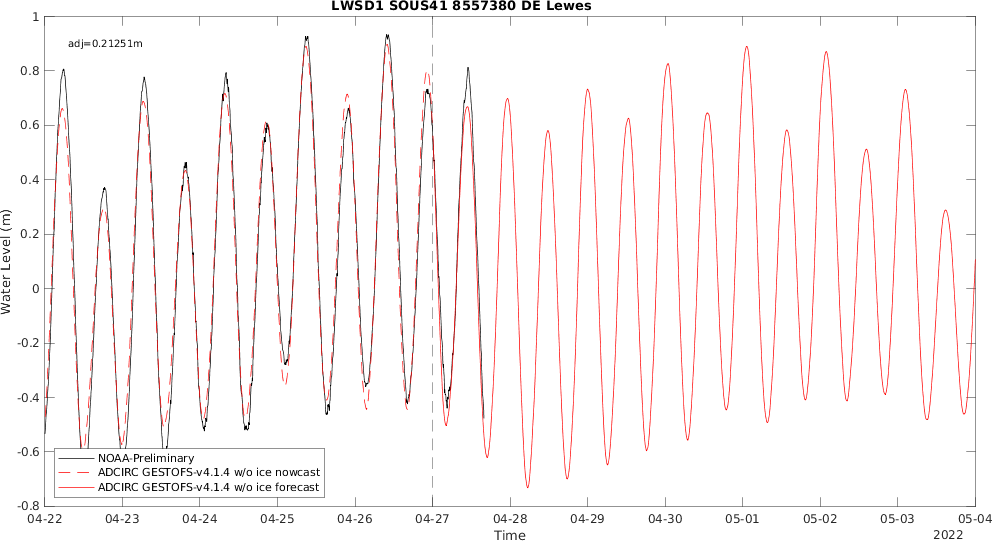 LWSD1 SOUS41 8557380 DE Lewes
adj=0.21251m
Water Level (m)
1
0.8
0.6
0.4
0.2
0
-0.2
-0.4
-0.6
-0.8
NOAA-Preliminary
ADCIRC GESTOFS-v4.1.4 w/o ice nowcast
ADCIRC GESTOFS-v4.1.4 w/o ice forecast
04-22 04-23 04-24 04-25 04-26 04-27 04-28 04-29 04-30 05-01 05-02 05-03 05-04
Time
2022